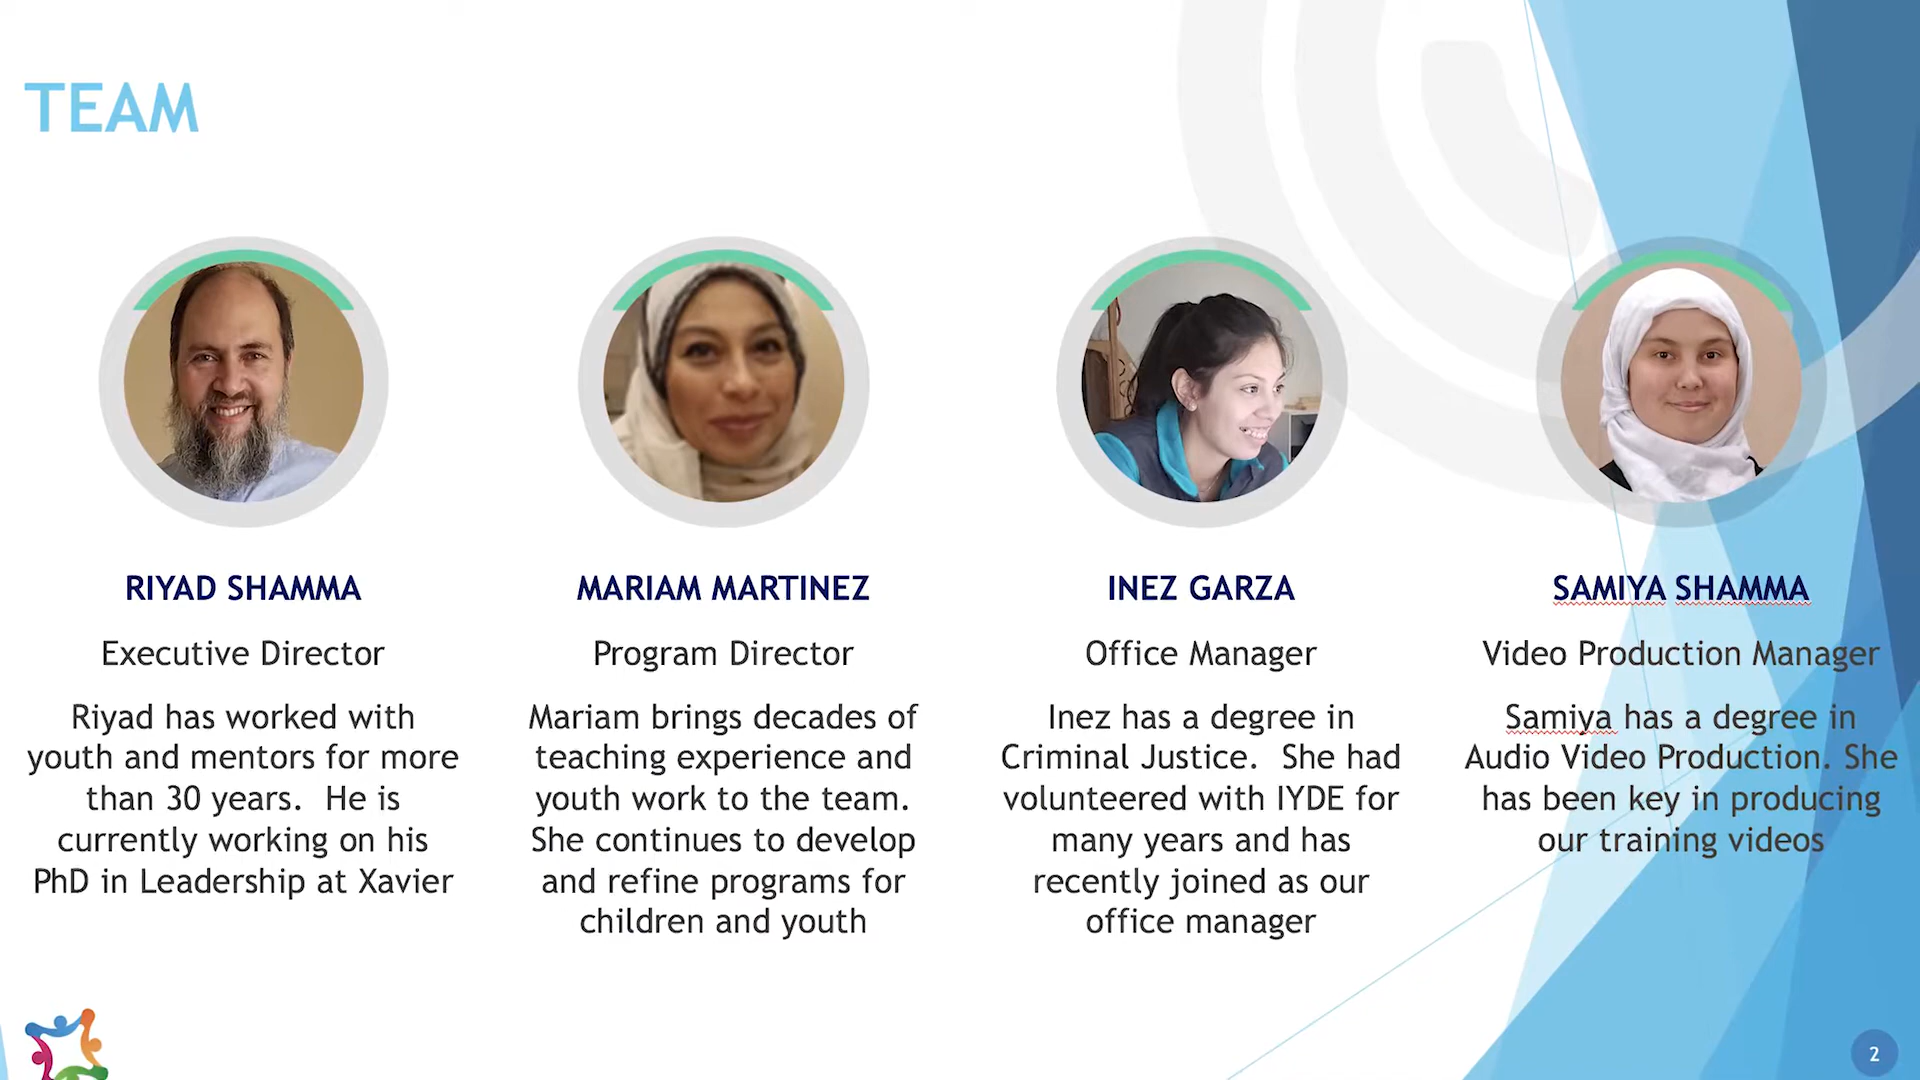 TEAM
RIYAD SHAMMA
Executive Director
Riyad has worked with
youth and mentors for more
than 30 years.  He is
currently working on his
PhD in Leadership at Xavier
MARIAM MARTINEZ
Program Director
Mariam brings decades of
teaching experience and
youth work to the team.
She continues to develop
and refine programs for
children and youth
INEZ GARZA
Office Manager
Inez has a degree in
Criminal Justice.  She had
volunteered with IYDE for
many years and has
recently joined as our
office manager
SAMIYA SHAMMA
Video Production Manager
Samiya has a degree in
Audio Video Production. She
has been key in producing
our training videos
2